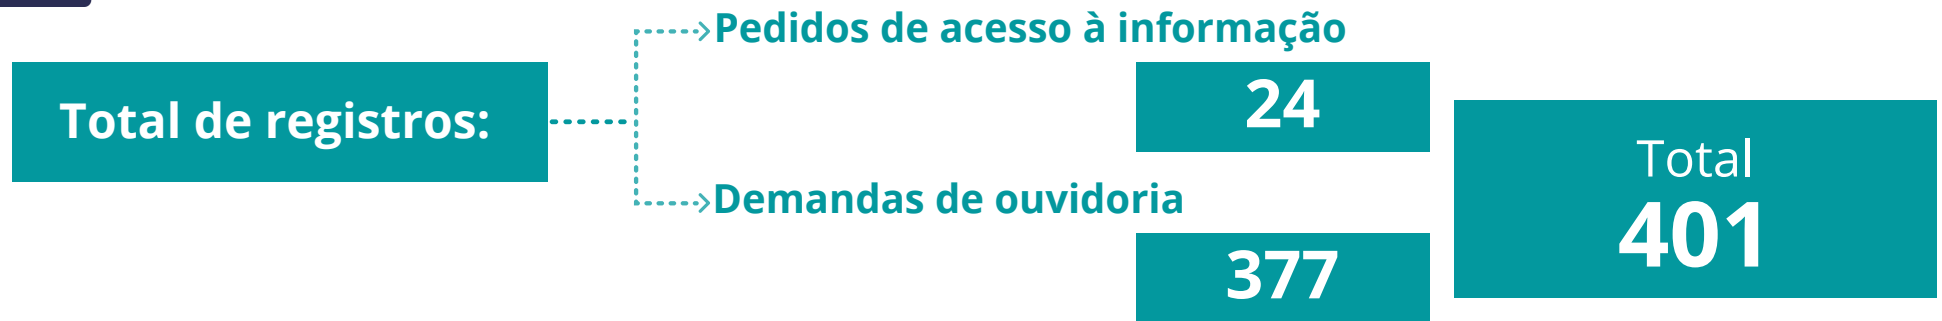 Total de registros:
Pedidos de acesso à informação
24
Demandas de ouvidoria
377
Total
401